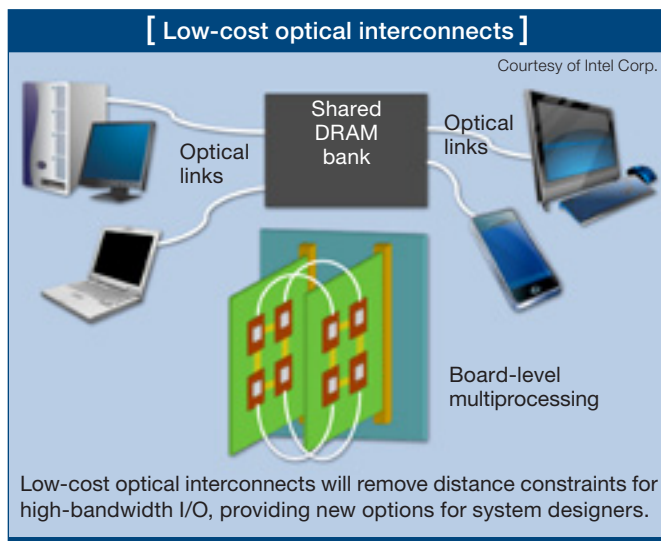 [ Low-cost optical interconnects ]
Courtesy of Intel Corp.
Shared
DRAM
bank
Optical
links
Optical
links
Board-level
multiprocessing
Low-cost optical interconnects will remove distance constraints for
high-bandwidth I/O, providing new options for system designers.